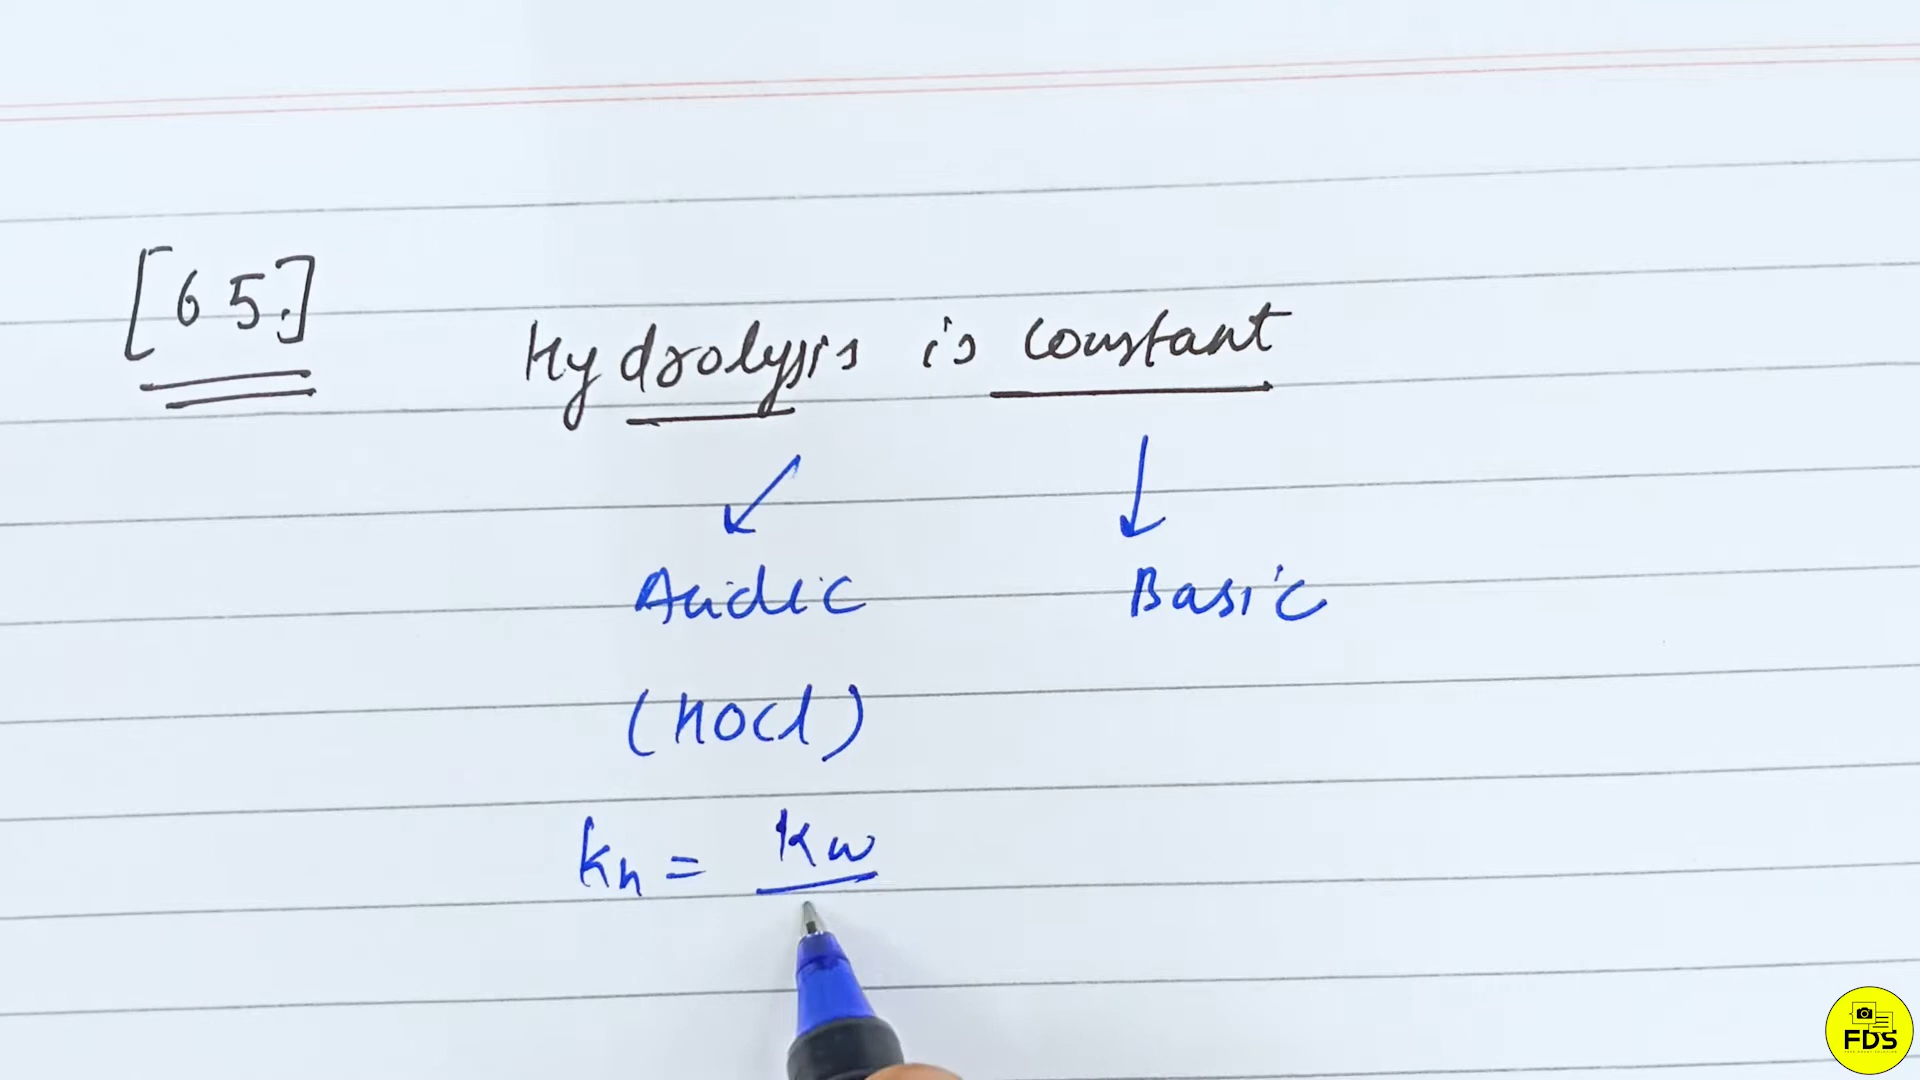 [65.]
Hydrolysis is constant
Acidic Basic
(HOCl)
Kh = Kw
FDS